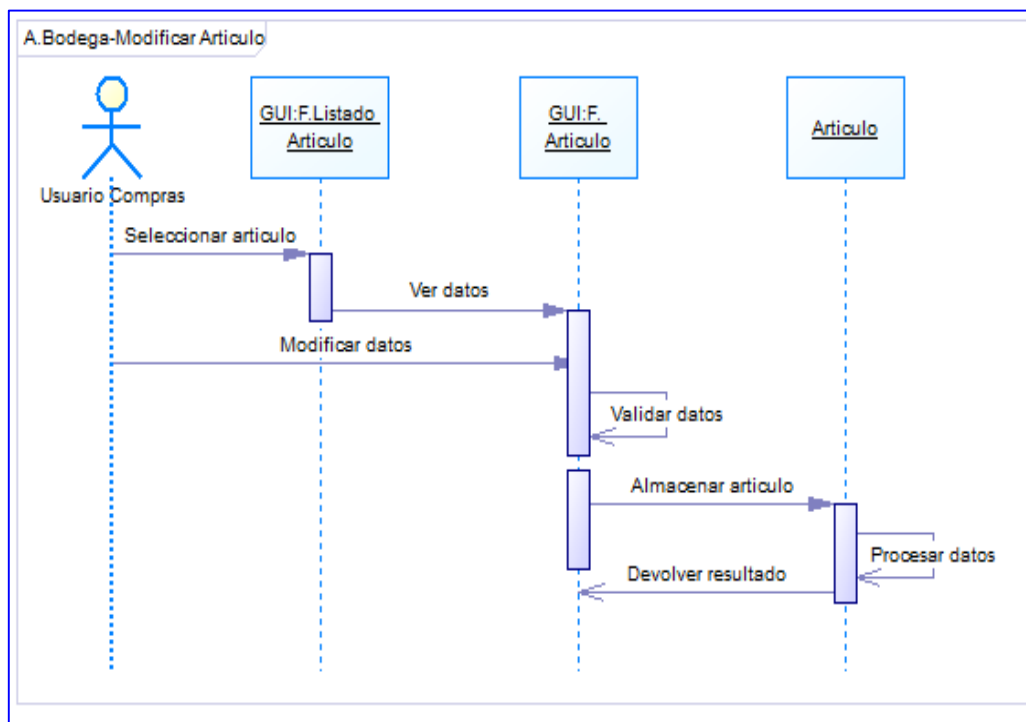 A.Bodega-Modificar Articulo
GUI:F.Listado
Articulo
GUI:F.
Articulo
Articulo
Usuario Compras
Seleccionar articulo
Ver datos
Modificar datos
Validar datos
Almacenar articulo
Procesar datos
Devolver resultado